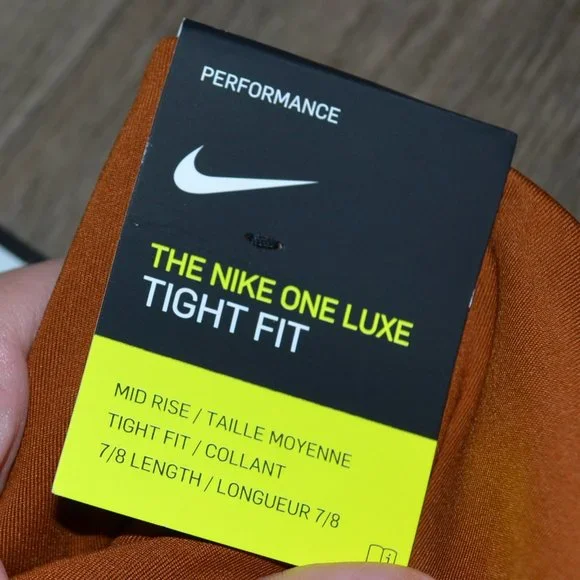 PERFORMANCE
THE NIKE ONE LUXE
TIGHT FIT
MID RISE / TAILLE MOYENNE
TIGHT FIT / COLLANT
7/8 LENGTH / LONGUEUR 7/8
i